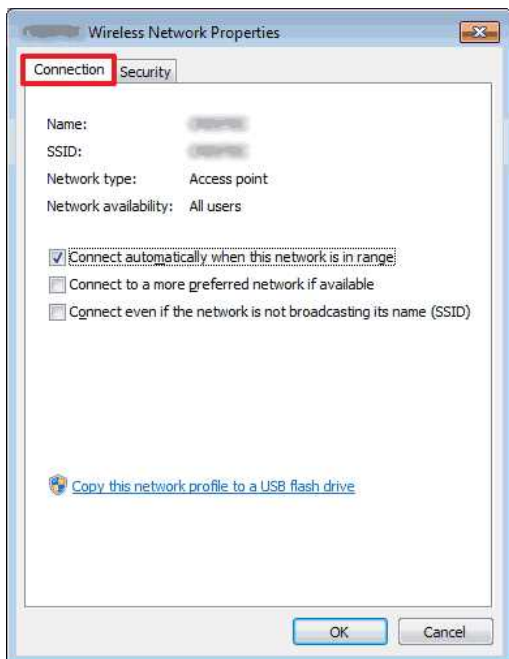 Wireless Network Properties
Connection Security
Name:
SSID:
Network type: Access point
Network availability: All users
Connect automatically when this network is in range
Connect to a more preferred network if available
Connect even if the network is not broadcasting its name (SSID)
Copy this network profile to a USB flash drive
OK Cancel